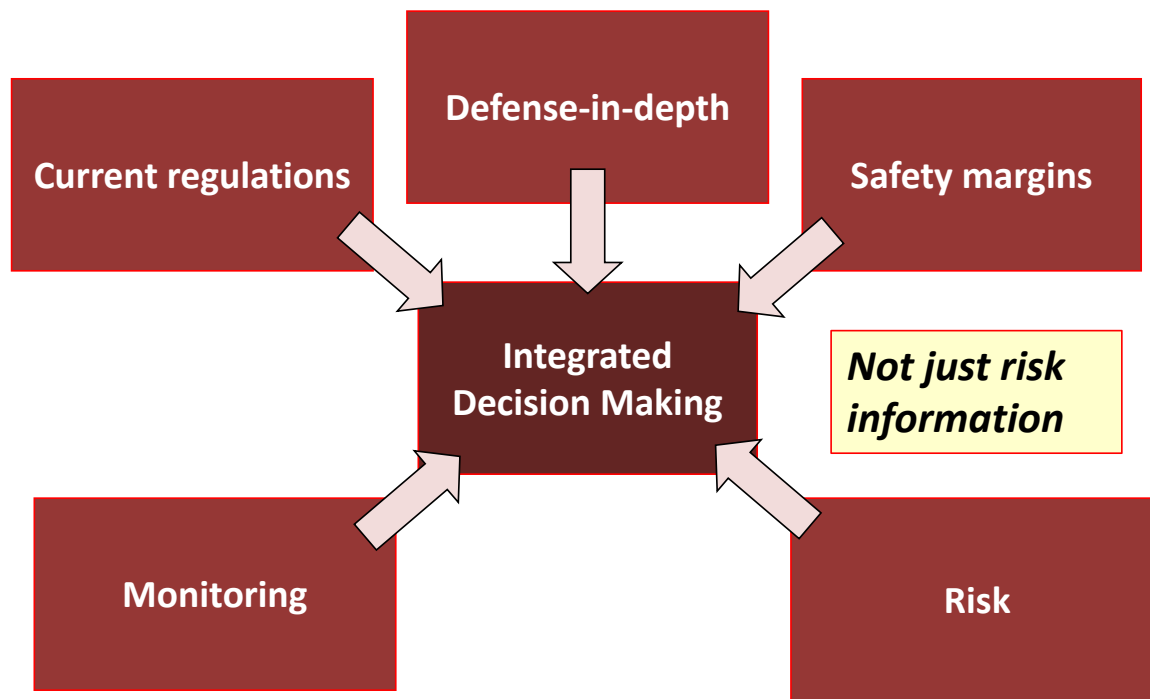 Defense-in-depth
Current regulations
Safety margins
Integrated
Decision Making
Not just risk
information
Monitoring
Risk